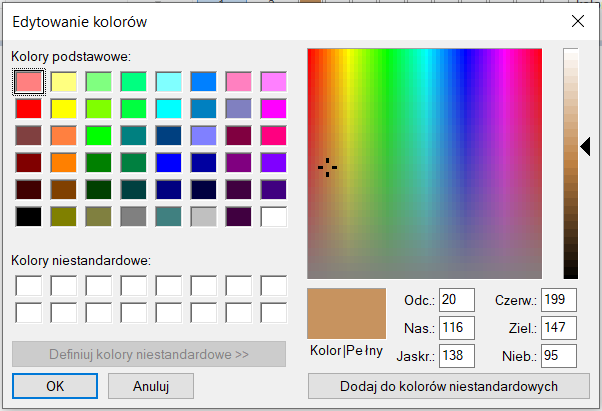 Edytowanie kolorów
Kolory podstawowe:
Kolory niestandardowe:
Definiuj kolory niestandardowe >>
OK
Anuluj
Kolor|Pełny
Odc.: 20
Nas.: 116
Jaskr.: 138
Czerw.: 199
Ziel.: 147
Nieb.: 95
Dodaj do kolorów niestandardowych